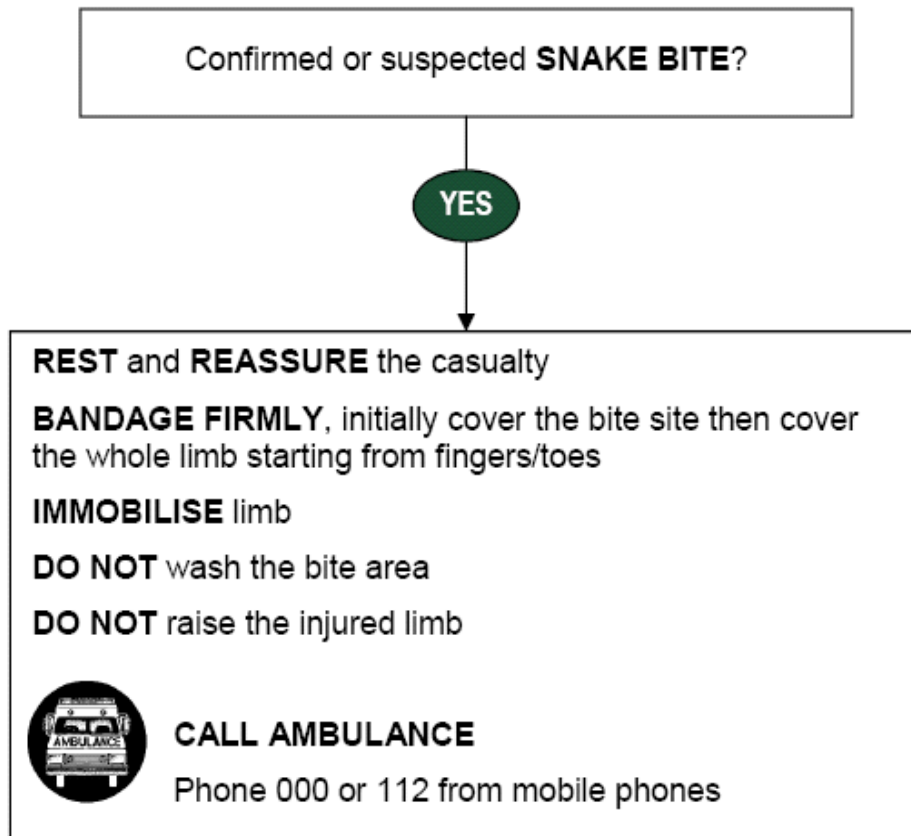 Confirmed or suspected SNAKE BITE?
YES
REST and REASSURE the casualty
BANDAGE FIRMLY, initially cover the bite site then cover
the whole limb starting from fingers/toes
IMMOBILISE limb
DO NOT wash the bite area
DO NOT raise the injured limb
AMBULANCE
CALL AMBULANCE
Phone 000 or 112 from mobile phones